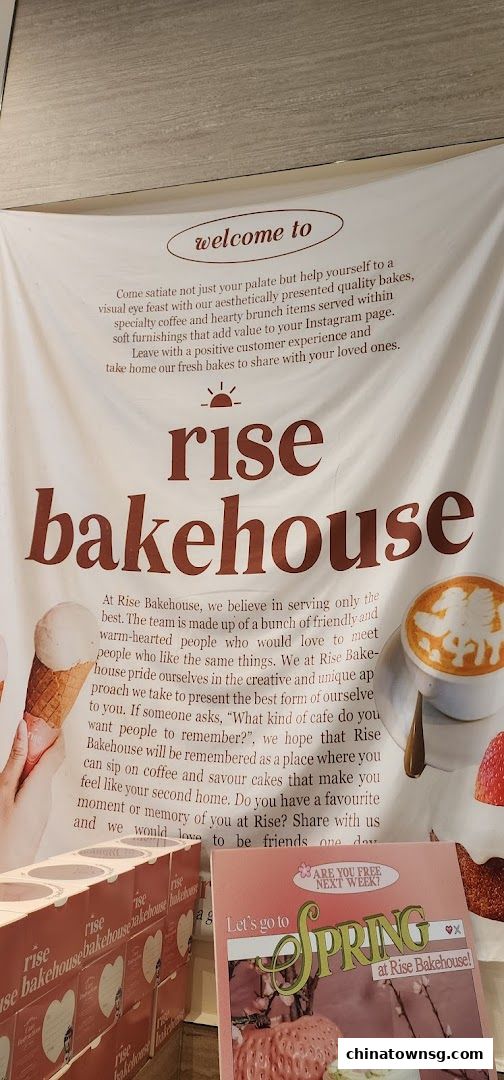 welcome to
Come satiate not just your palate but help yourself to a
visual eye feast with our aesthetically presented quality bakes,
specialty coffee and hearty brunch items served within
soft furnishings that add value to your Instagram page.
Leave with a positive customer experience and
take home our fresh bakes to share with your loved ones.
rise
bakehouse
At Rise Bakehouse, we believe in serving only the
best. The team is made up of a bunch of friendly and
warm-hearted people who would love to meet
people who like the same things. We at Rise Bake-
house pride ourselves in the creative and unique ap
proach we take to present the best form of ourselve
to you. If someone asks, “What kind of cafe do you
want people to remember?”, we hope that Rise
Bakehouse will be remembered as a place where you
can sip on coffee and savour cakes that make you
feel like your second home. Do you have a favourite
moment or memory of you at Rise? Share with us
and we would love to be friends one day
ARE YOU FREE
NEXT WEEK?
Let's go to
SPRING
at Rise Bakehouse!
rise
bakehouse
rise
bakehouse
rise
bakehouse
rise
rise
chinatownsg.com